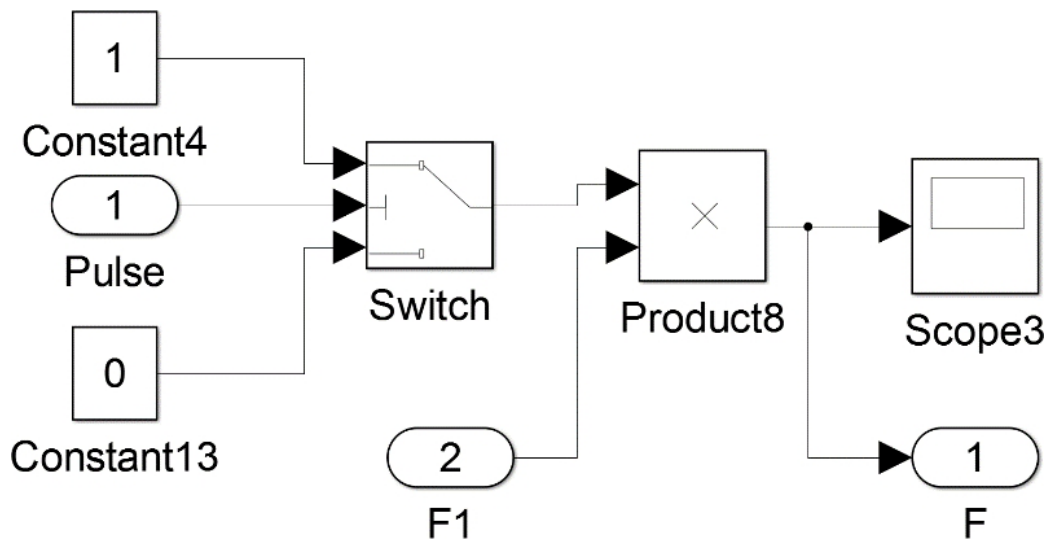 1
Constant4
1
Pulse
0
Constant13
Switch
2
F1
Product8
Scope3
1
F